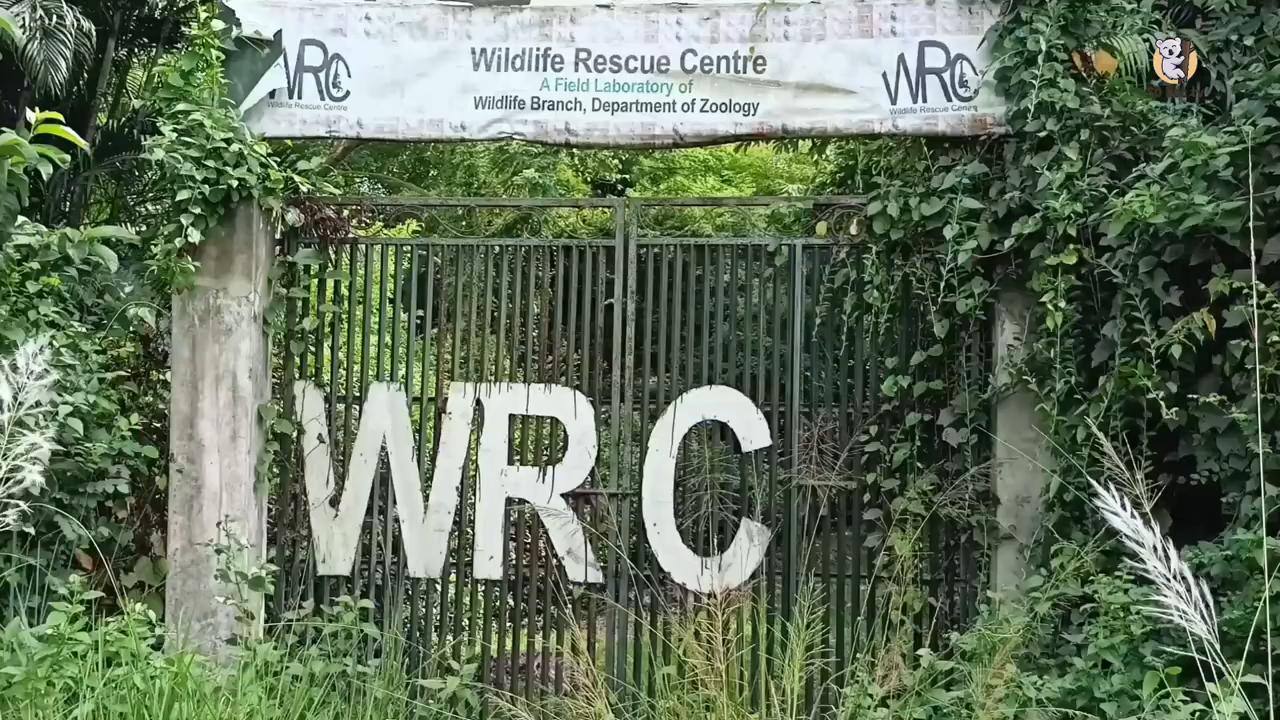 WRC
Wildlife Rescue Centre
Wildlife Rescue Centre
A Field Laboratory of
Wildlife Branch, Department of Zoology
WRC
Wildlife Rescue Centre
WRC